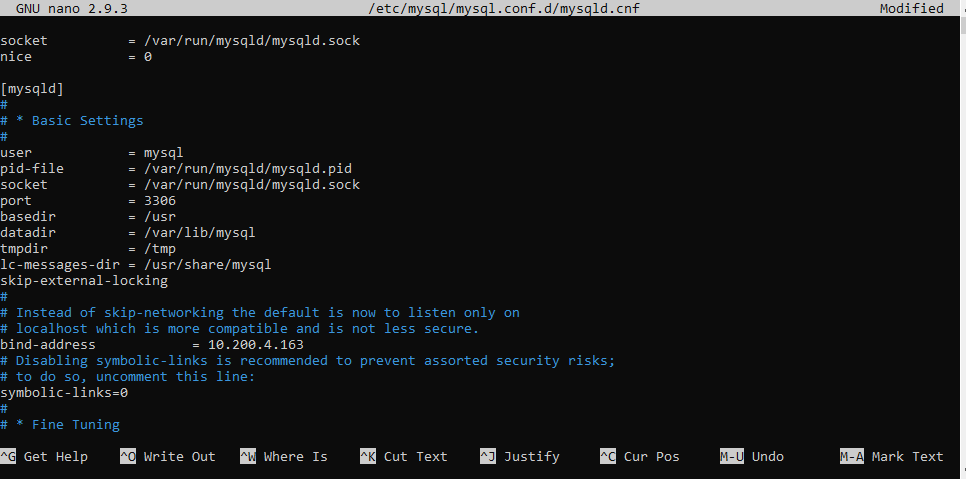 GNU nano 2.9.3 /etc/mysql/mysql.conf.d/mysqld.cnf Modified
socket = /var/run/mysqld/mysqld.sock
nice = 0
[mysqld]
#
# * Basic Settings
#
user = mysql
pid-file = /var/run/mysqld/mysqld.pid
socket = /var/run/mysqld/mysqld.sock
port = 3306
basedir = /usr
datadir = /var/lib/mysql
tmpdir = /tmp
lc-messages-dir = /usr/share/mysql
skip-external-locking
#
# Instead of skip-networking the default is now to listen only on
# localhost which is more compatible and is not less secure.
bind-address = 10.200.4.163
# Disabling symbolic-links is recommended to prevent assorted security risks;
# to do so, uncomment this line:
symbolic-links=0
#
# * Fine Tuning
^G Get Help ^O Write Out ^W Where Is ^K Cut Text ^J Justify ^C Cur Pos M-U Undo M-A Mark Text